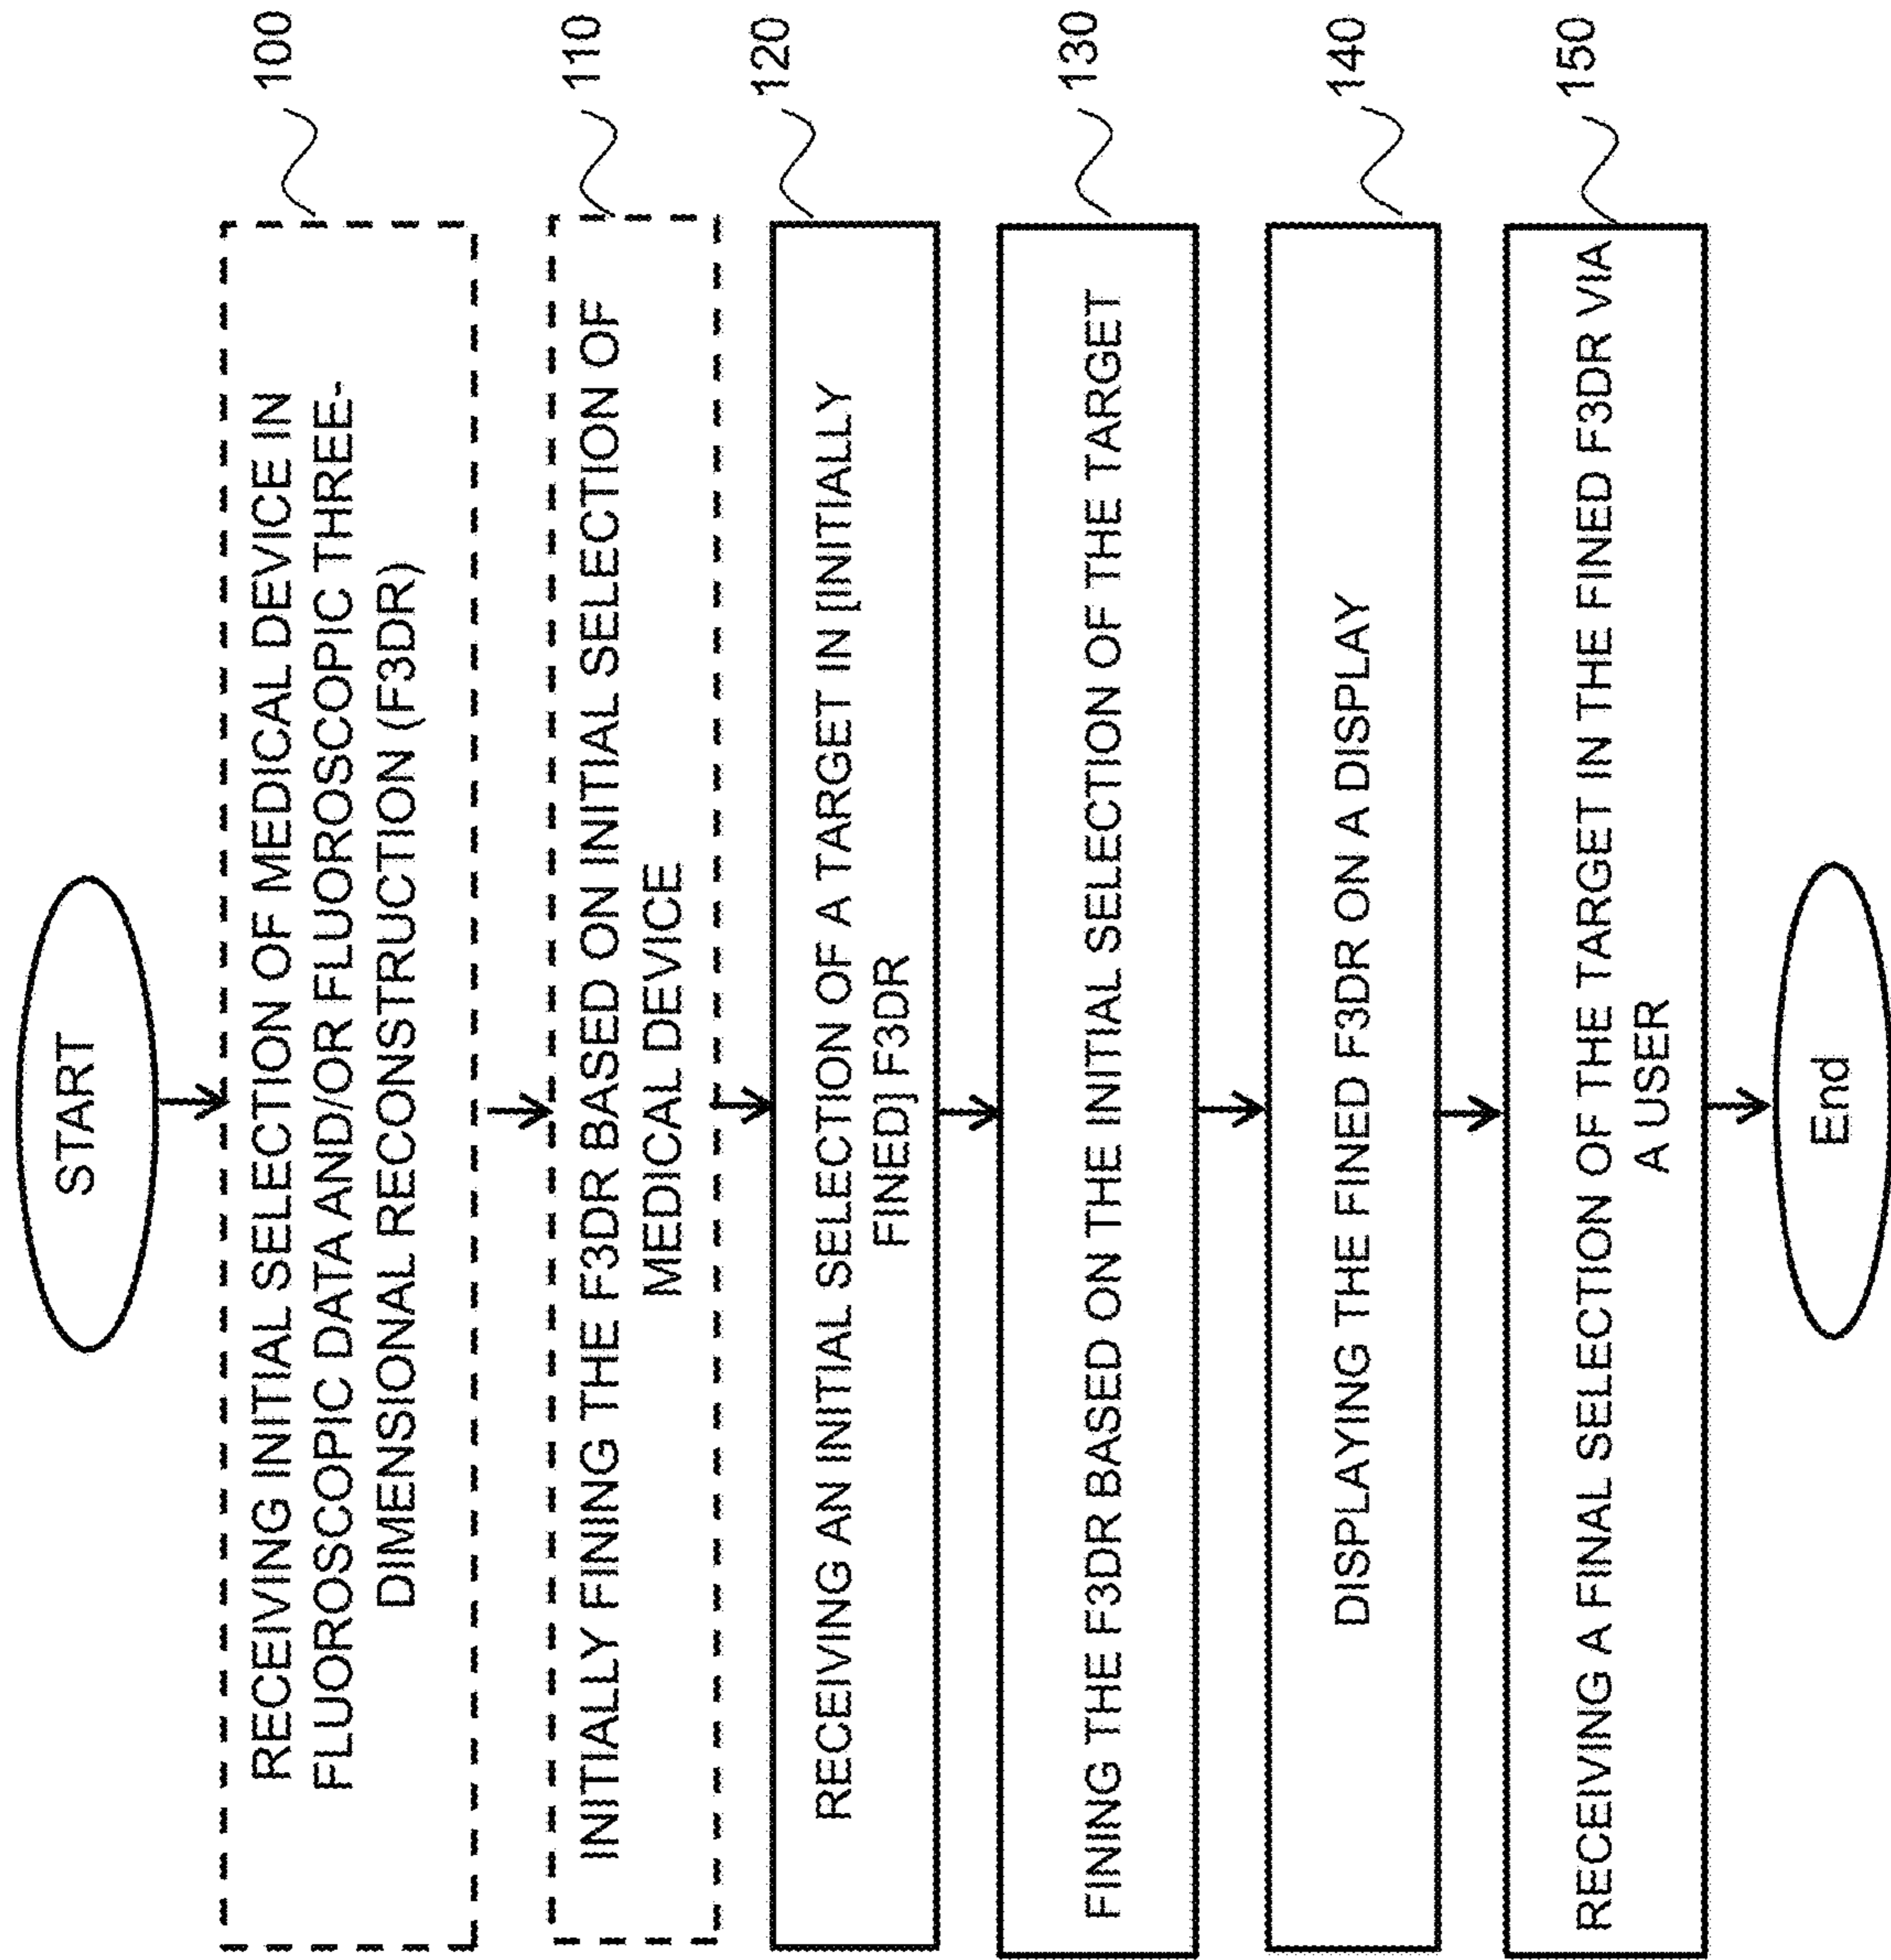 START
100
RECEIVING INITIAL SELECTION OF MEDICAL DEVICE IN
FLUOROSCOPIC DATA AND/OR FLUOROSCOPIC THREE-
DIMENSIONAL RECONSTRUCTION (F3DR)
110
INITIALLY FINING THE F3DR BASED ON INITIAL SELECTION OF
MEDICAL DEVICE
120
RECEIVING AN INITIAL SELECTION OF A TARGET IN [INITIALLY
FINED] F3DR
130
FINING THE F3DR BASED ON THE INITIAL SELECTION OF THE TARGET
140
DISPLAYING THE FINED F3DR ON A DISPLAY
150
RECEIVING A FINAL SELECTION OF THE TARGET IN THE FINED F3DR VIA
A USER
End